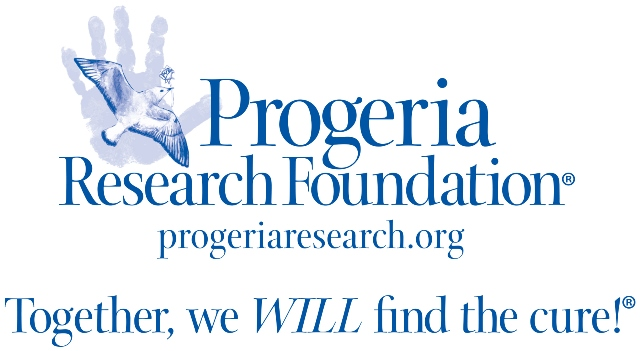 Progeria
Research Foundation®
progeriaresearch.org
Together, we WILL find the cure!®